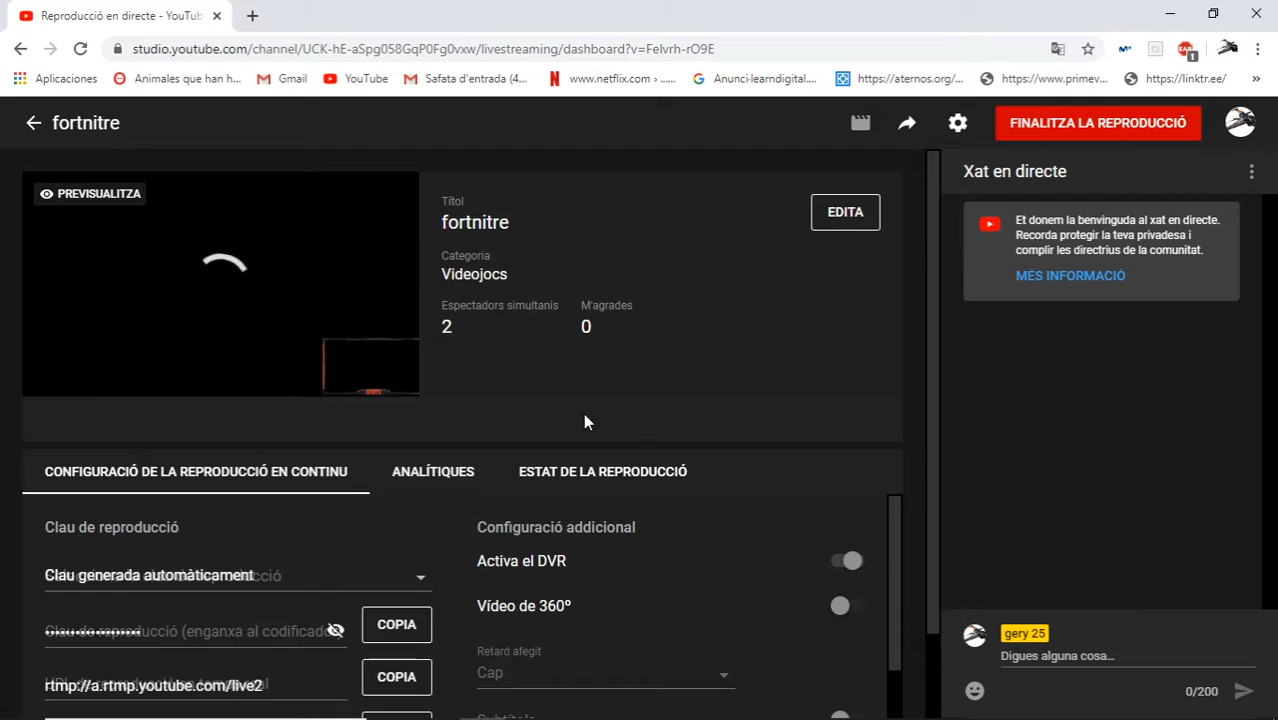 Reproducció en directe - YouTub
studio.youtube.com/channel/UCK-hE-aSpg058GqP0Fg0vxw/livestreaming/dashboard?v=Felvrh-rO9E
1
Aplicaciones
Animales que han h...
Gmail
YouTube
Safata d'entrada (4...
www.netflix.com › ......
Anunci-learndigital....
https://aternos.org/...
https://www.primev...
https://linktr.ee/
»
fortnitre
FINALITZA LA REPRODUCCIÓ
PREVISUALITZA
Títol
fortnitre
EDITA
Categoria
Videojocs
Espectadors simultanis
M'agrades
2
0
Xat en directe
Et donem la benvinguda al xat en directe.
Recorda protegir la teva privadesa i
complir les directrius de la comunitat.
MÉS INFORMACIÓ
CONFIGURACIÓ DE LA REPRODUCCIÓ EN CONTINU
ANALÍTIQUES
ESTAT DE LA REPRODUCCIÓ
Clau de reproducció
Clau generada automàticament
Clau de reproducció (enganxa al codificado
COPIA
rtmp://a.rtmp.youtube.com/live2
COPIA
Configuració addicional
Activa el DVR
Vídeo de 360º
Retard afegit
Cap
gery 25
Digues alguna cosa...
0/200